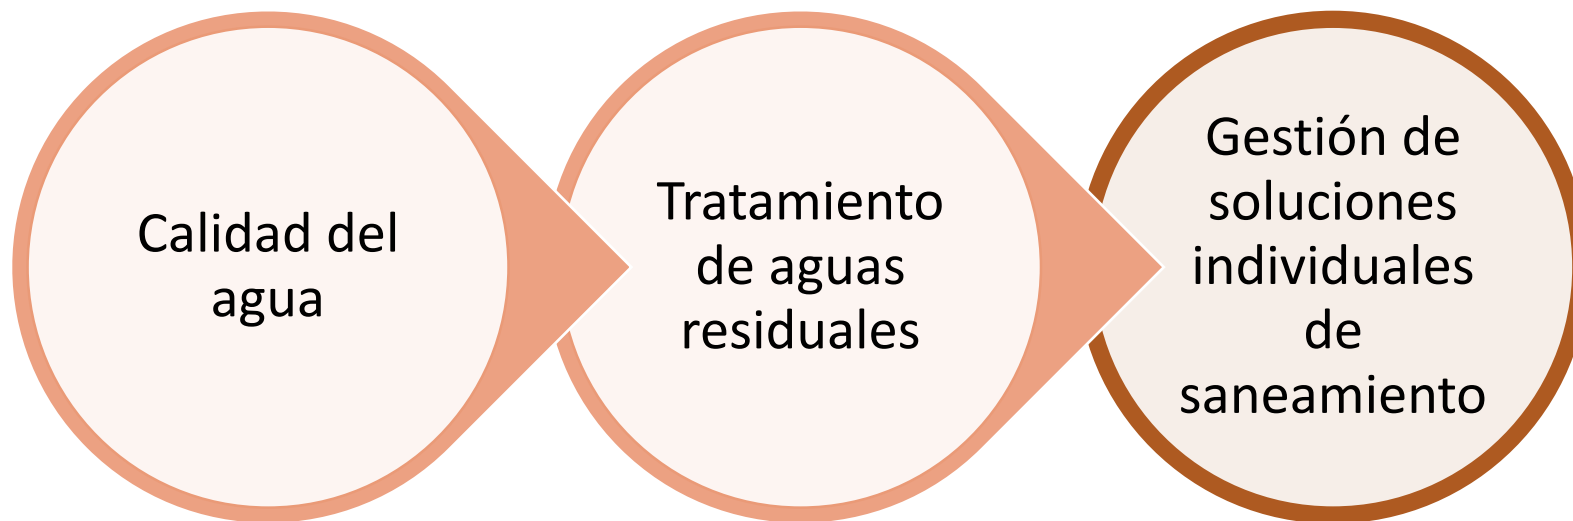 Calidad del
agua
Tratamiento
de aguas
residuales
Gestión de
soluciones
individuales
de
saneamiento